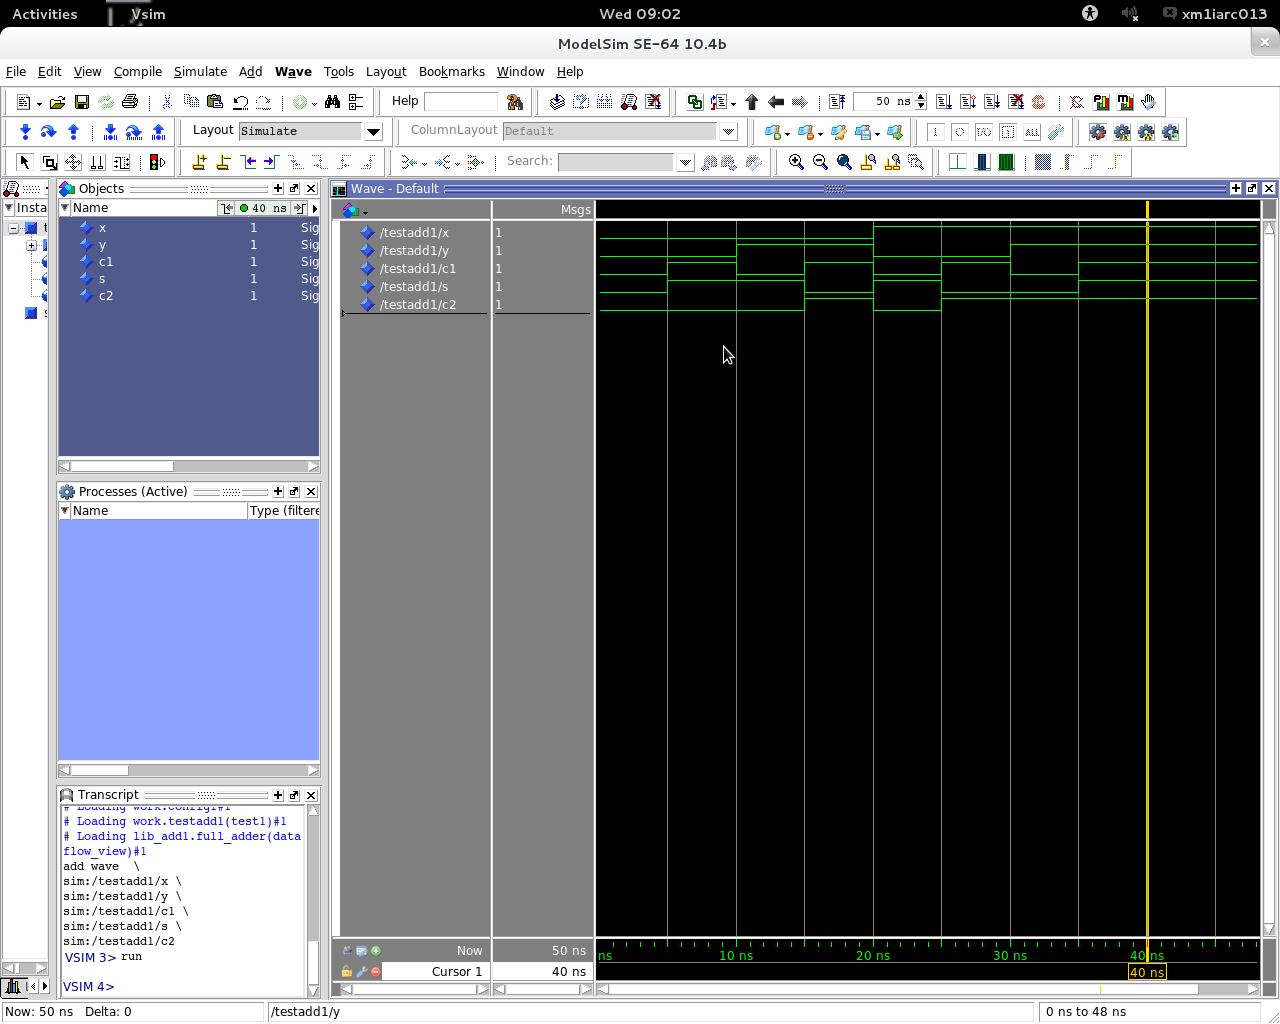 Activities Vsim Wed 09:02 xm1iarc013
ModelSim SE-64 10.4b
File Edit View Compile Simulate Add Wave Tools Layout Bookmarks Window Help
Help 50 ns
Layout Simulate ColumnLayout Default ALL
Search:
Objects
Wave - Default
Insta
Name 40 ns
Msgs
x 1 Sig
y 1 Sig
c1 1 Sig
s 1 Sig
c2 1 Sig
/testadd1/x 1
/testadd1/y 1
/testadd1/c1 1
/testadd1/s 1
/testadd1/c2 1
Processes (Active)
Name Type (filtere
Transcript
# Loading work.config#1
# Loading work.testadd1(test1)#1
# Loading lib_add1.full_adder(data
flow_view)#1
add wave \
sim:/testadd1/x \
sim:/testadd1/y \
sim:/testadd1/c1 \
sim:/testadd1/s \
sim:/testadd1/c2
VSIM 3> run
VSIM 4>
Now 50 ns
ns 10 ns 20 ns 30 ns 40 ns
Cursor 1 40 ns
40 ns
Now: 50 ns Delta: 0 /testadd1/y 0 ns to 48 ns